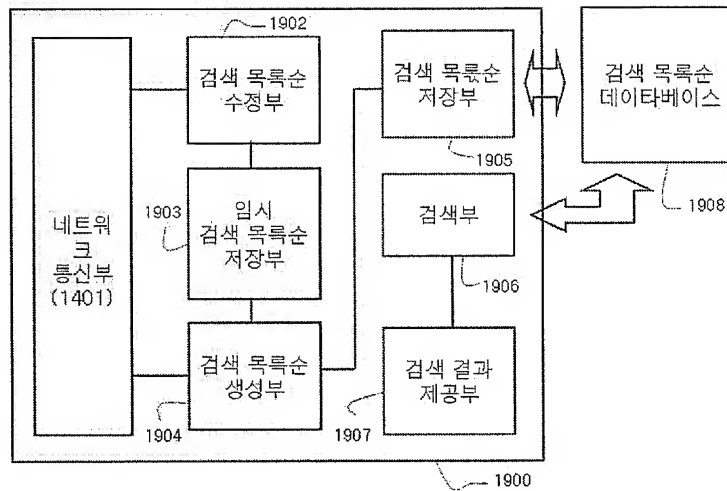 1902
검색 목록순
수정부
검색 목록순
저장부
검색 목록순
데이타베이스
1905
1908
1903
임시
검색 목록순
저장부
네트워
크
통신부
(1401)
검색부
1906
검색 목록순
생성부
검색 결과
제공부
1904
1907
1900